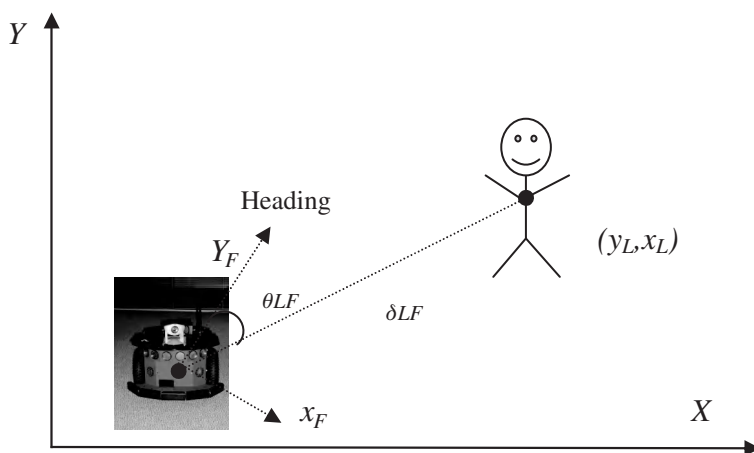 Y
Heading
Y_F
(y_L,x_L)
θLF
δLF
x_F
X